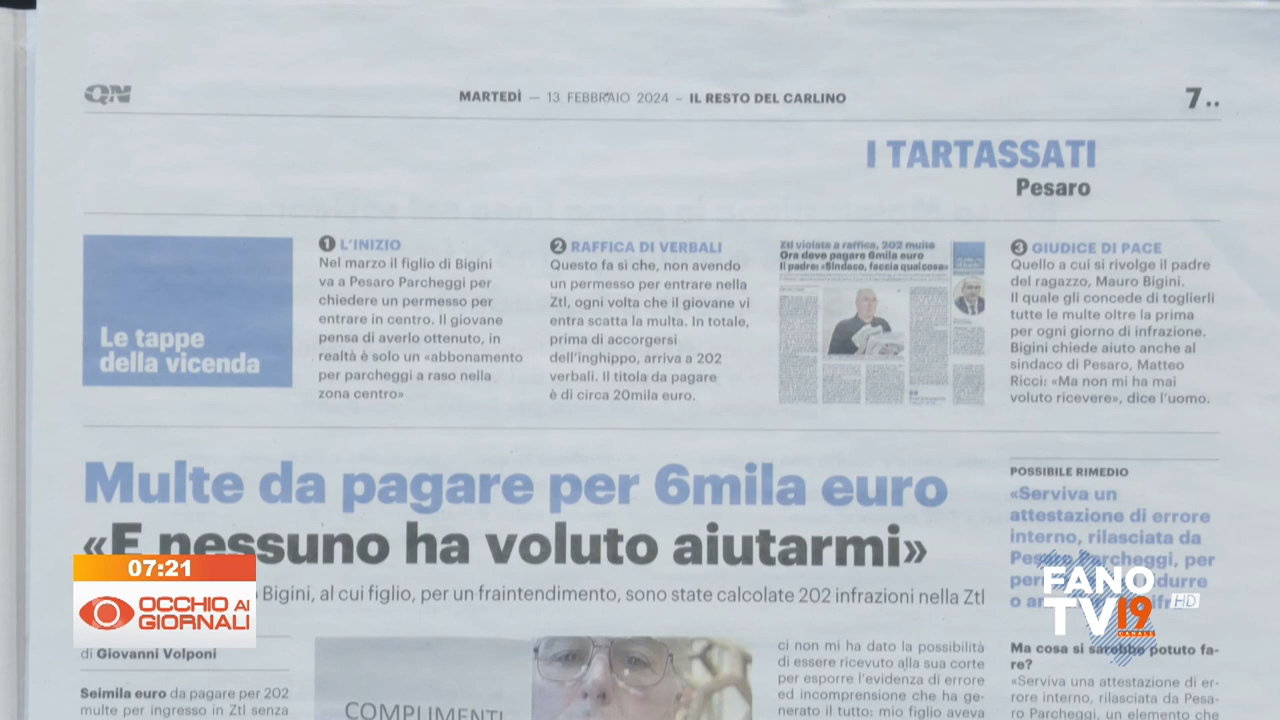 QN
MARTEDÌ — 13 FEBBRAIO 2024 – IL RESTO DEL CARLINO
7 ..
I TARTASSATI
Pesaro
Le tappe
della vicenda
1 L'INIZIO
Nel marzo il figlio di Bigini
va a Pesaro Parcheggi per
chiedere un permesso per
entrare in centro. Il giovane
pensa di averlo ottenuto, in
realtà è solo un «abbonamento
per parcheggi a raso nella
zona centro»
2 RAFFICA DI VERBALI
Questo fa sì che, non avendo
un permesso per entrare nella
Ztl, ogni volta che il giovane vi
entra scatta la multa. In totale,
prima di accorgersi
dell'inghippo, arriva a 202
verbali. Il titola da pagare
è di circa 20mila euro.
Ztl violata a raffica, 202 multe
Ora deve pagare 6mila euro
Il padre: «Sindaco, faccia qualcosa»
3 GIUDICE DI PACE
Quello a cui si rivolge il padre
del ragazzo, Mauro Bigini.
Il quale gli concede di toglierli
tutte le multe oltre la prima
per ogni giorno di infrazione.
Bigini chiede aiuto anche al
sindaco di Pesaro, Matteo
Ricci: «Ma non mi ha mai
voluto ricevere», dice l'uomo.
Multe da pagare per 6mila euro
«E nessuno ha voluto aiutarmi»
Bigini, al cui figlio, per un fraintendimento, sono state calcolate 202 infrazioni nella Ztl
di Giovanni Volponi
Seimila euro da pagare per 202
multe per ingresso in Ztl senza
COMPLIMENTI
ci non mi ha dato la possibilità
di essere ricevuto alla sua corte
per esporre l'evidenza di errore
ed incomprensione che ha ge-
nerato il tutto: mio figlio aveva
POSSIBILE RIMEDIO
«Serviva un
attestazione di errore
interno, rilasciata da
Parcheggi, per
Ma cosa si sarebbe potuto fa-
re?
«Serviva una attestazione di er-
rore interno, rilasciata da Pesa-
ro Parcheggi, un elemento che
07:21
OCCHIO AI
GIORNALI
FANO
TV 19 HD
CANALE